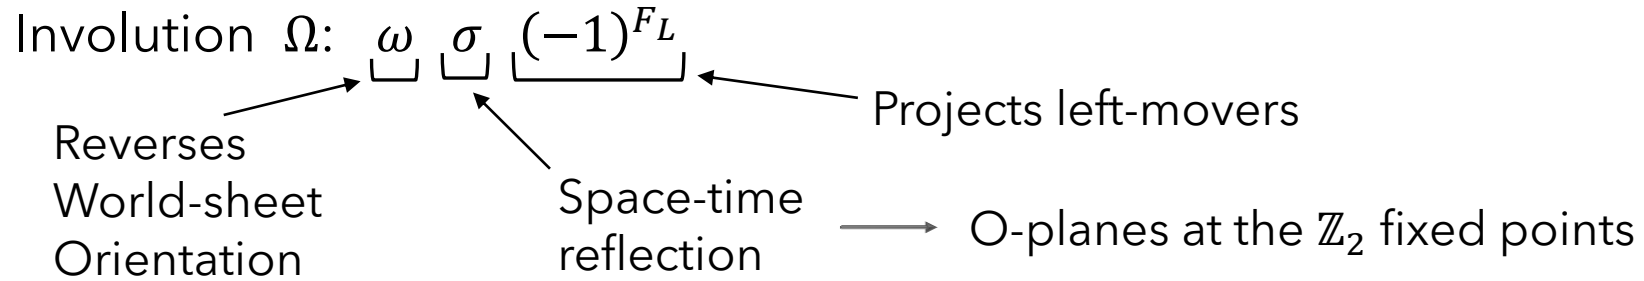 Involution Ω: ω σ (−1)^{F_L}
Projects left-movers
Reverses
World-sheet
Orientation
Space-time
reflection
O-planes at the ℤ₂ fixed points